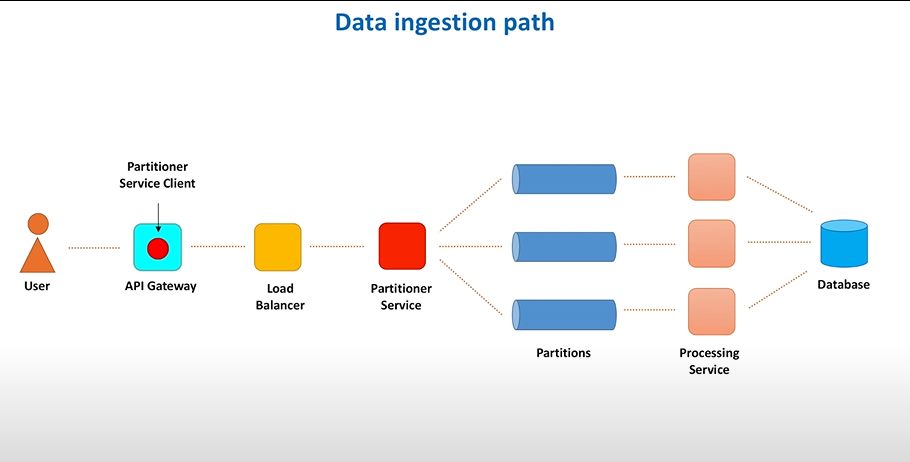 Data ingestion path
Partitioner
Service Client
User
API Gateway
Load
Balancer
Partitioner
Service
Partitions
Processing
Service
Database